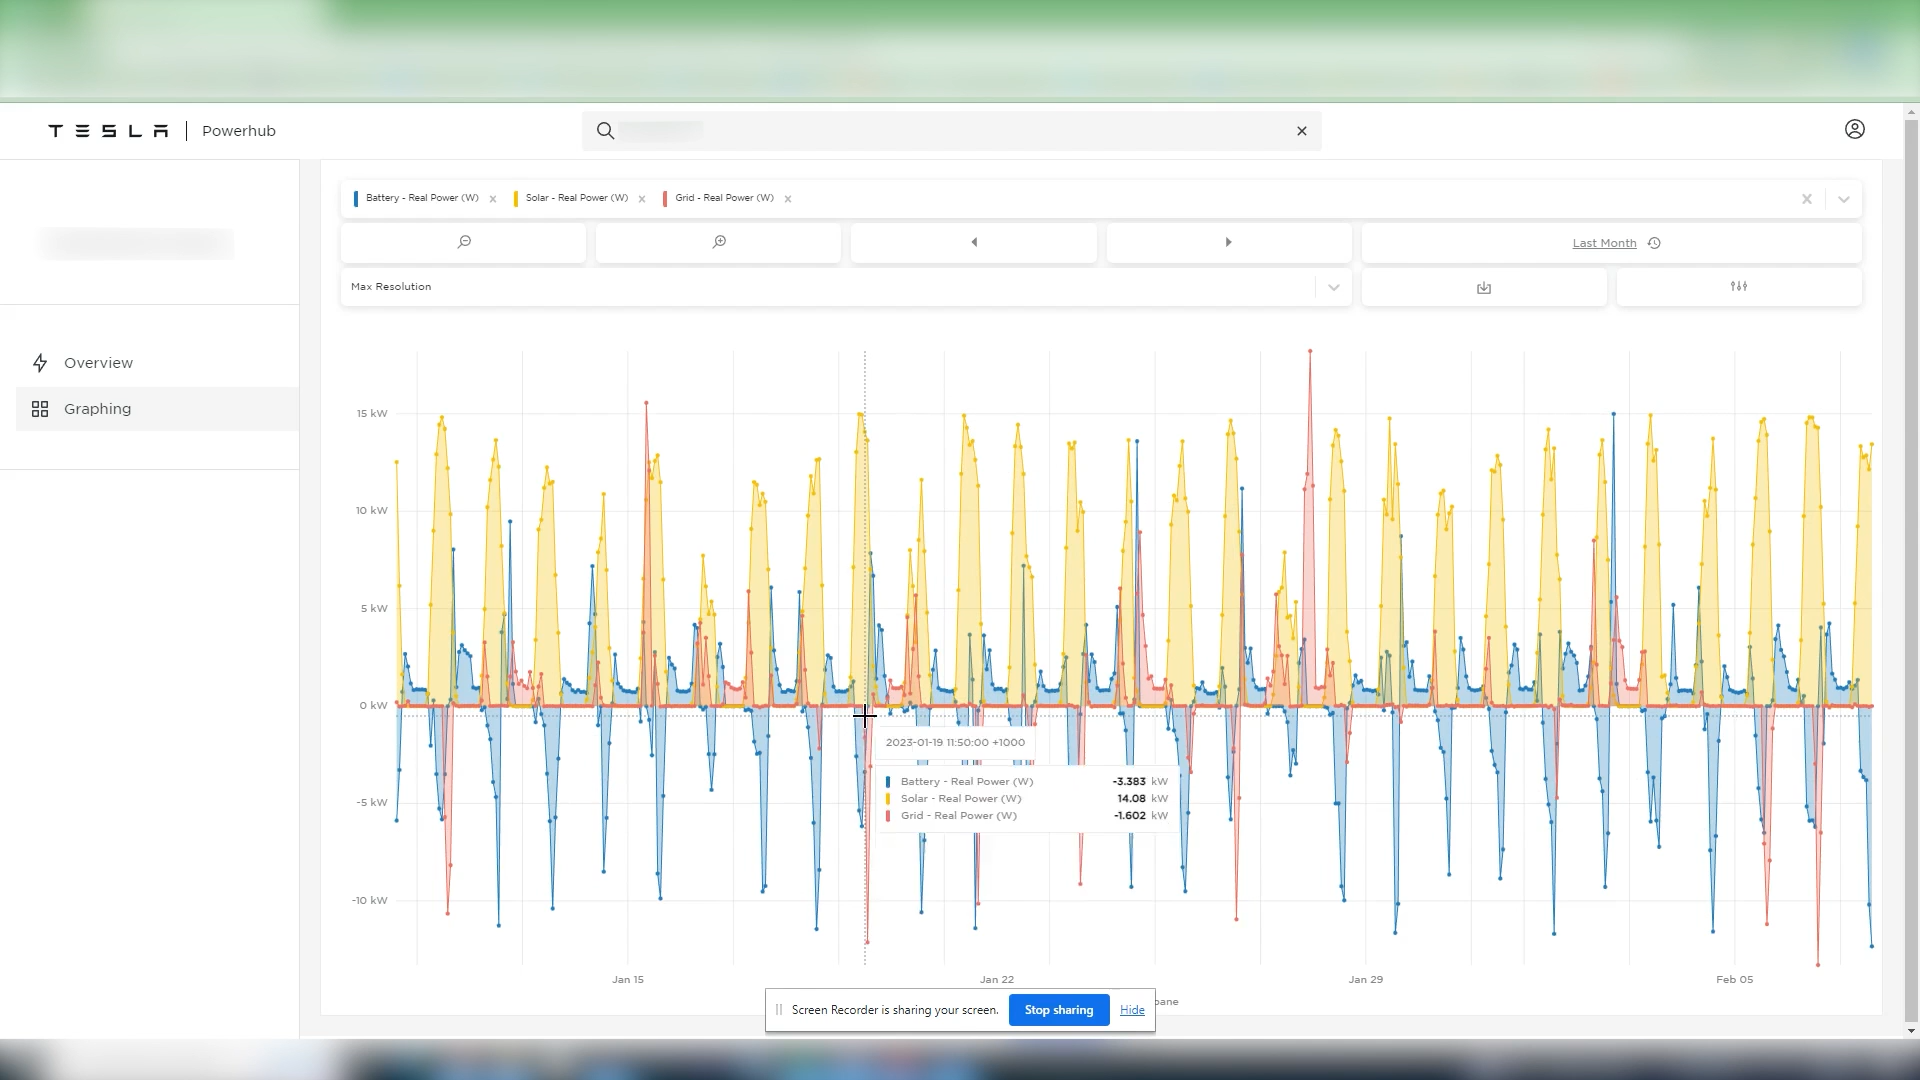 TESLA | Powerhub
Battery - Real Power (W) Solar - Real Power (W) Grid - Real Power (W)
Last Month
Max Resolution
Overview
Graphing
15 kW
10 kW
5 kW
0 kW
-5 kW
-10 kW
2023-01-19 11:50:00 +1000
Battery - Real Power (W) -3.383 kW
Solar - Real Power (W) 14.08 kW
Grid - Real Power (W) -1.602 kW
Jan 15 Jan 22 Jan 29 Feb 05
bane
Screen Recorder is sharing your screen. Stop sharing Hide